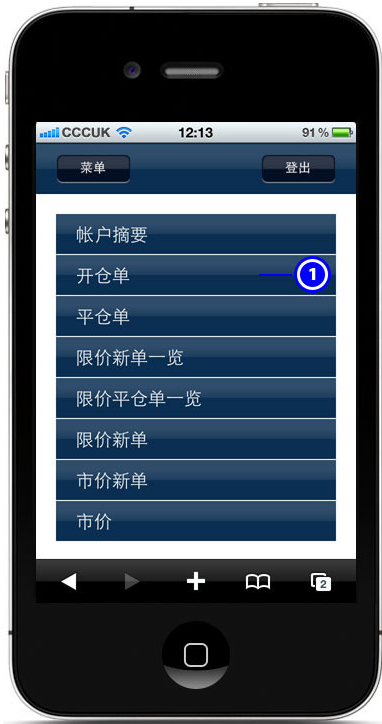 CCCUK 12:13 91 %
菜单 登出
帐户摘要
开仓单 1
平仓单
限价新单一览
限价平仓单一览
限价新单
市价新单
市价
2